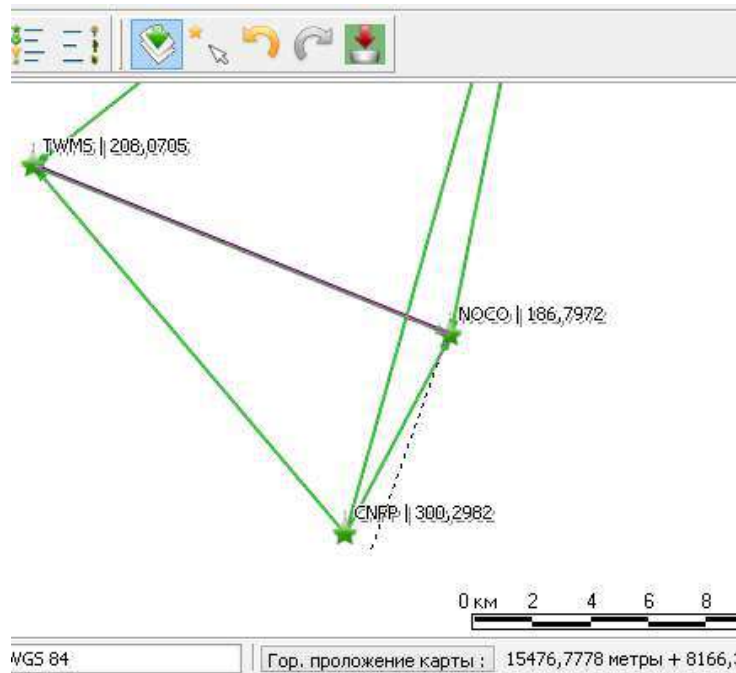 TWMS | 208,0705
NOCO | 186,7972
CNFP | 300,2982
0 км 2 4 6 8
WGS 84
Гор. проложение карты : 15476,7778 метры + 8166,